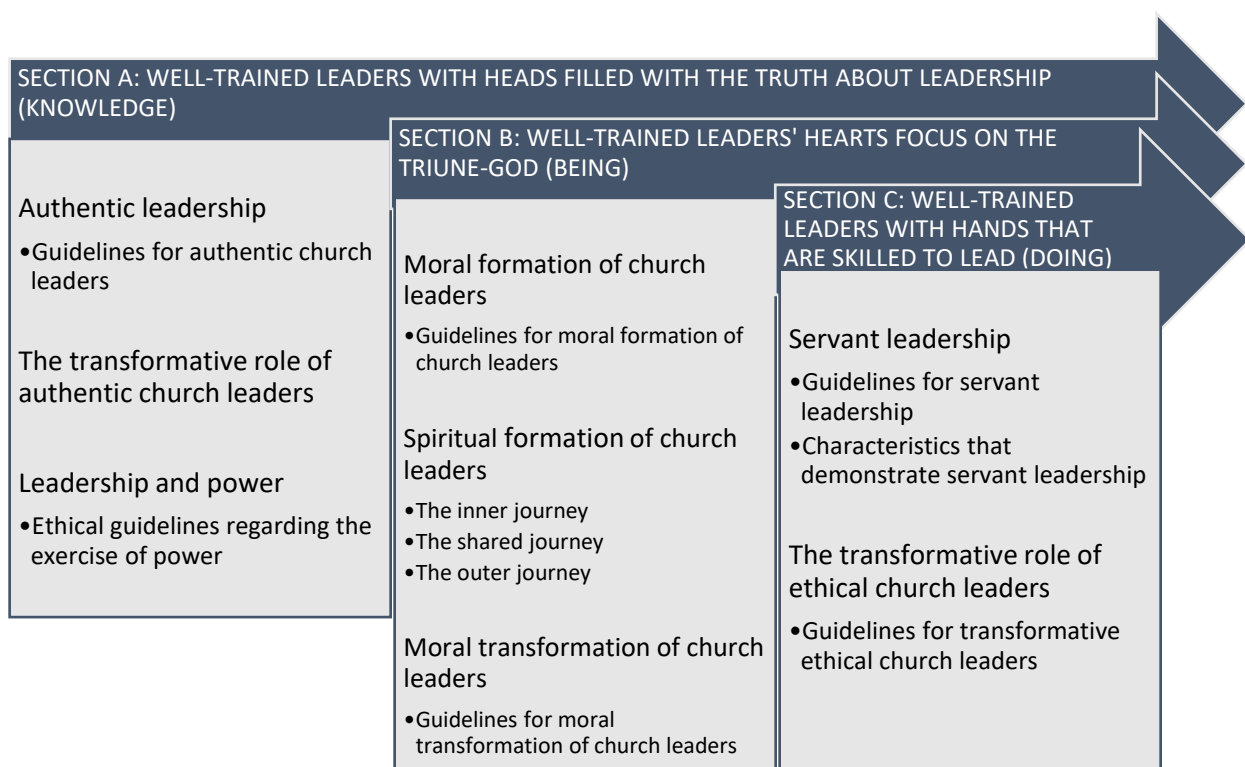 SECTION A: WELL-TRAINED LEADERS WITH HEADS FILLED WITH THE TRUTH ABOUT LEADERSHIP
(KNOWLEDGE)
Authentic leadership
•Guidelines for authentic church
leaders
The transformative role of
authentic church leaders
Leadership and power
•Ethical guidelines regarding the
exercise of power
SECTION B: WELL-TRAINED LEADERS' HEARTS FOCUS ON THE
TRIUNE-GOD (BEING)
Moral formation of church
leaders
•Guidelines for moral formation of
church leaders
Spiritual formation of church
leaders
•The inner journey
•The shared journey
•The outer journey
Moral transformation of church
leaders
•Guidelines for moral
transformation of church leaders
SECTION C: WELL-TRAINED
LEADERS WITH HANDS THAT
ARE SKILLED TO LEAD (DOING)
Servant leadership
•Guidelines for servant
leadership
•Characteristics that
demonstrate servant leadership
The transformative role of
ethical church leaders
•Guidelines for transformative
ethical church leaders